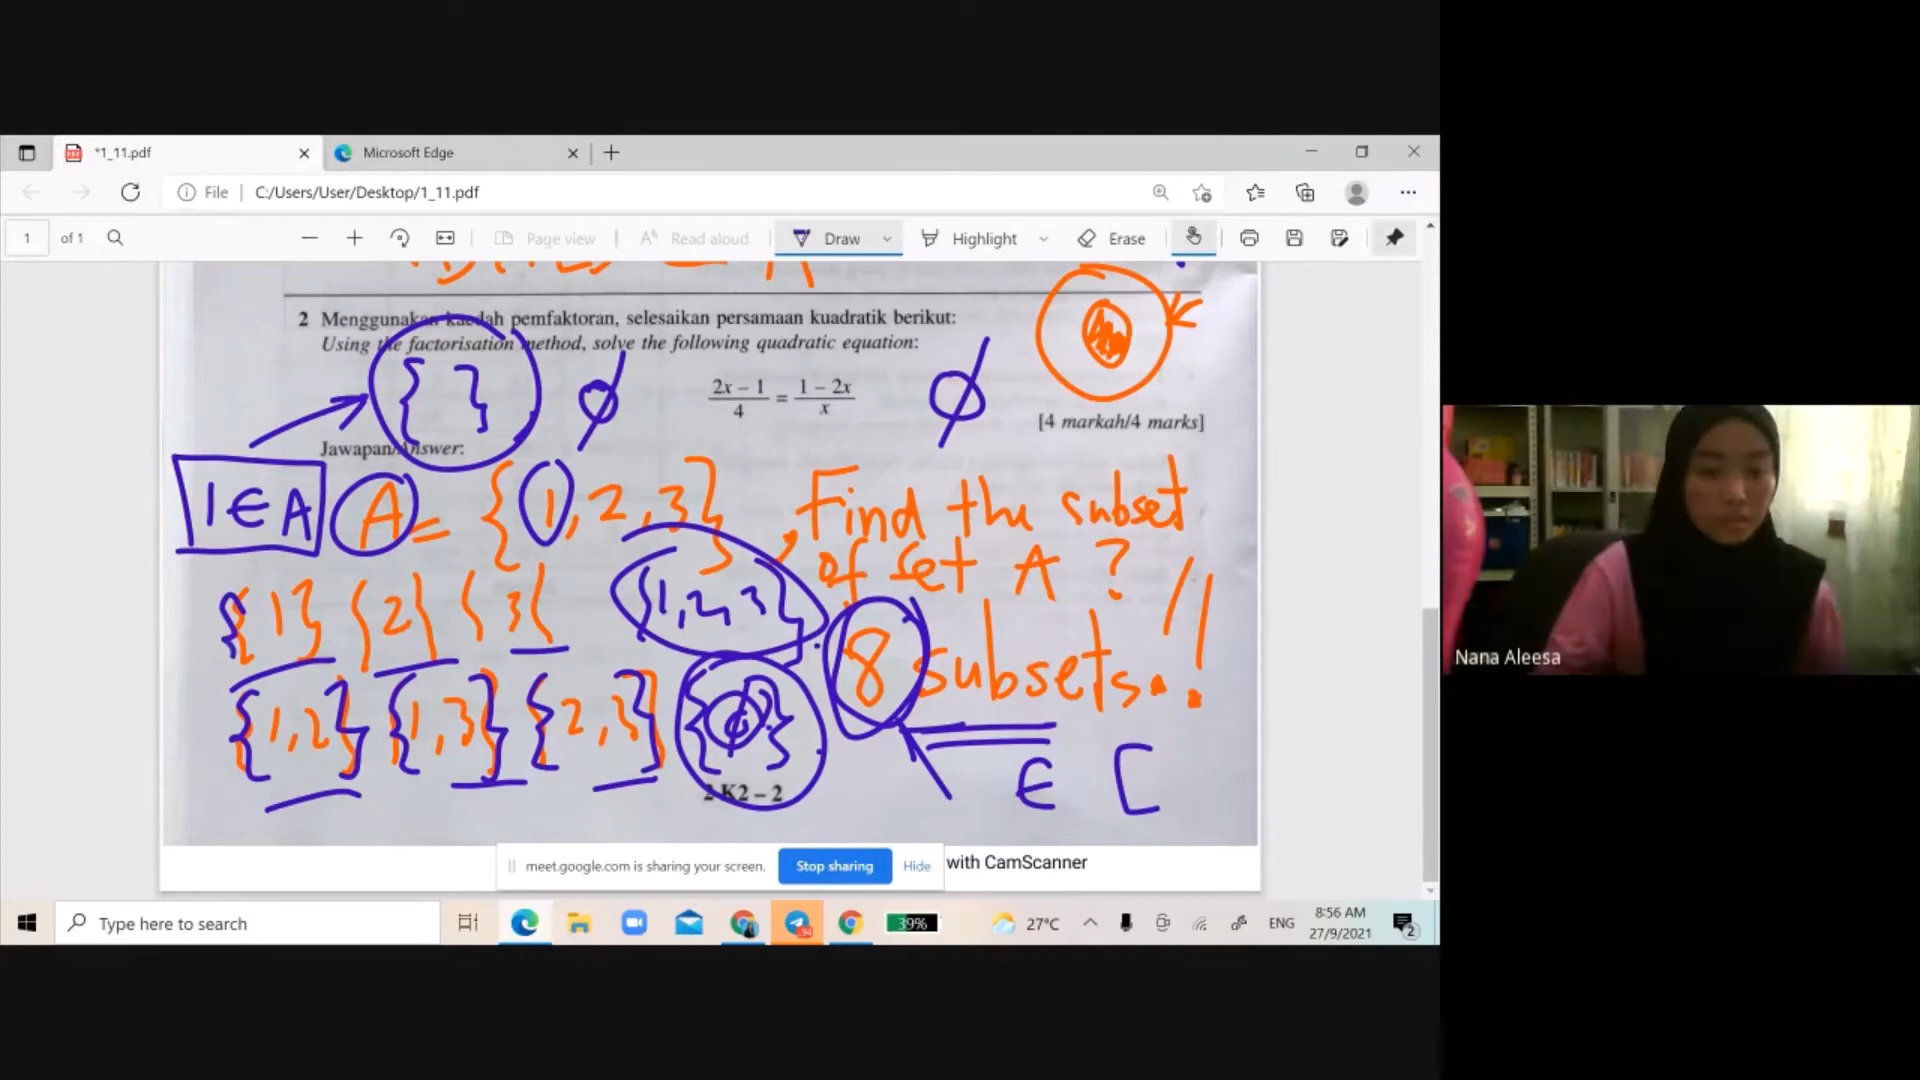 *1_11.pdf
Microsoft Edge
File
C:/Users/User/Desktop/1_11.pdf
1
of 1
Page view
Read aloud
Draw
Highlight
Erase
2 Menggunakan kaedah pemfaktoran, selesaikan persamaan kuadratik berikut:
Using the factorisation method, solve the following quadratic equation:
{ } ϕ
2x – 1 / 4 = 1 – 2x / x
ϕ
[4 markah/4 marks]
Jawapan/Answer:
1 ∈ A
A = {1, 2, 3}, Find the subset
of set A ?
{1} {2} {3} {1,2,3}
8 subsets..
{1,2} {1,3} {2,3}
∈ [
K2 – 2
with CamScanner
meet.google.com is sharing your screen.
Stop sharing
Hide
Type here to search
39%
27°C
ENG
8:56 AM
27/9/2021
2
Nana Aleesa